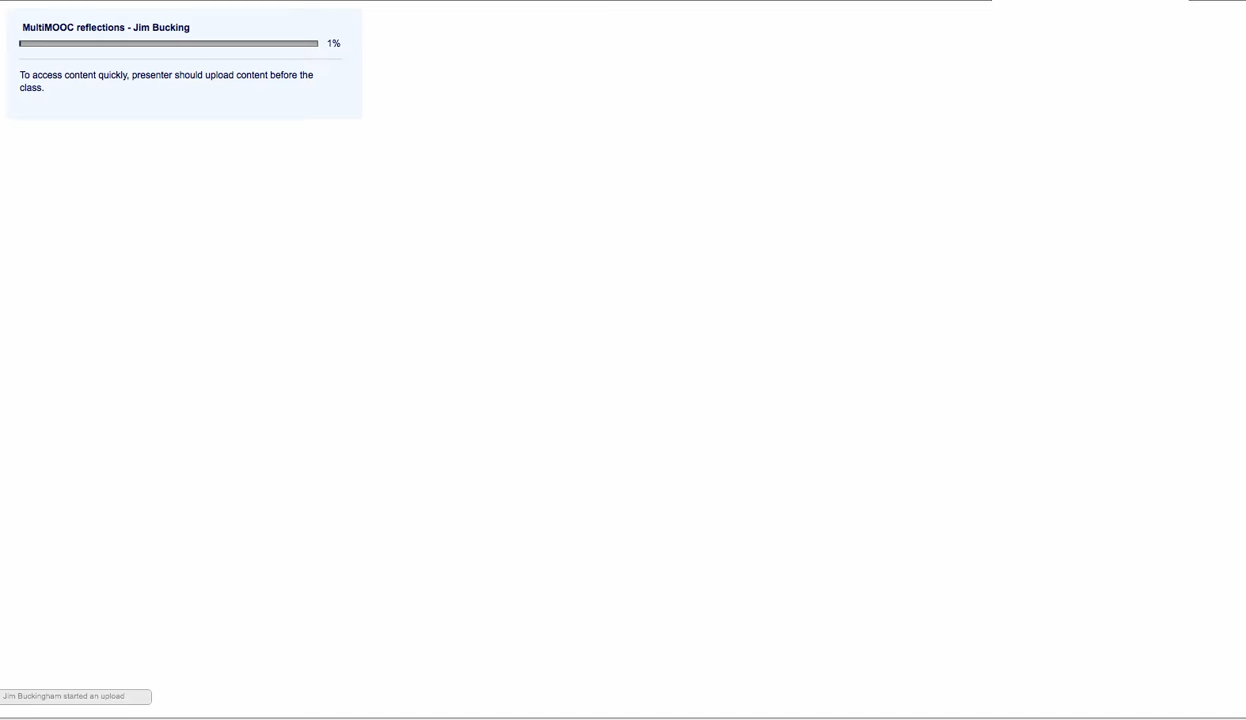 MultiMOOC reflections - Jim Bucking
1%
To access content quickly, presenter should upload content before the
class.
Jim Buckingham started an upload